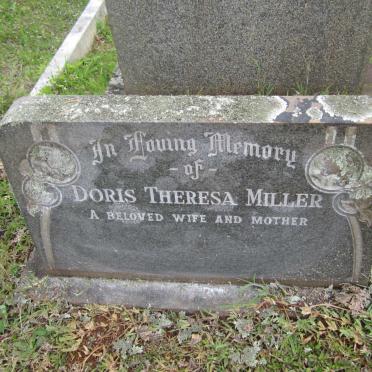 In Loving Memory
- of -
DORIS THERESA MILLER
A BELOVED WIFE AND MOTHER